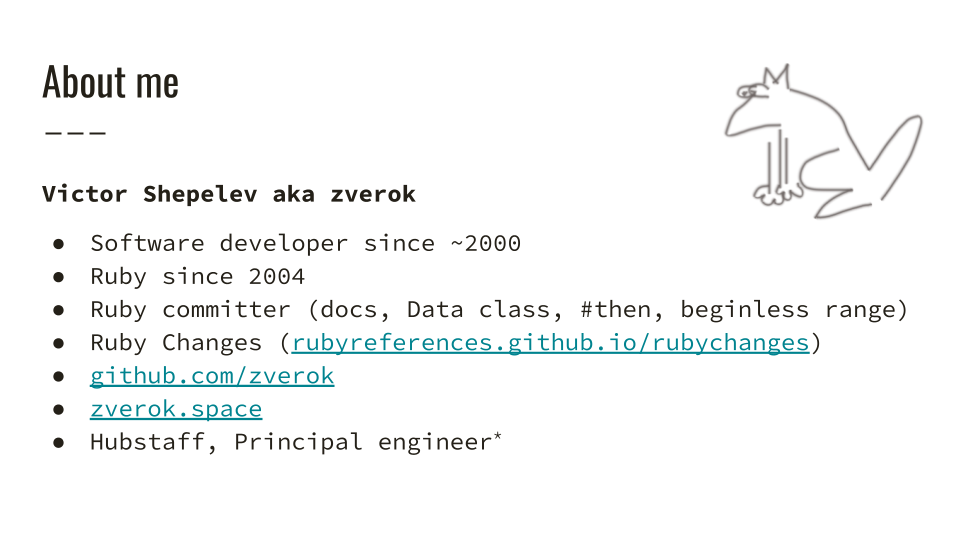 About me
Victor Shepelev aka zverok
● Software developer since ~2000
● Ruby since 2004
● Ruby committer (docs, Data class, #then, beginless range)
● Ruby Changes (rubyreferences.github.io/rubychanges)
● github.com/zverok
● zverok.space
● Hubstaff, Principal engineer*